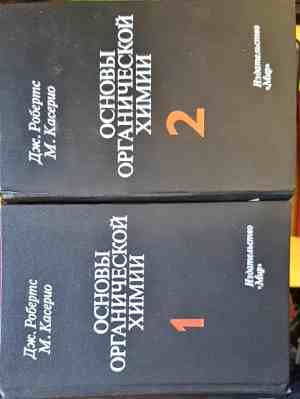 Дж. Робертс
М. Касерио
ОСНОВЫ
ОРГАНИЧЕСКОЙ
ХИМИИ
2
Издательство
«Мир»
Дж. Робертс
М. Касерио
ОСНОВЫ
ОРГАНИЧЕСКОЙ
ХИМИИ
1
Издательство
«Мир»